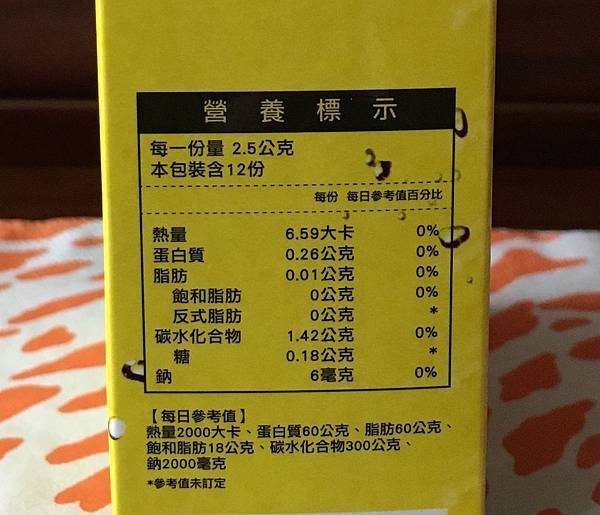 營養標示
每一份量 2.5公克
本包裝含12份
每份 每日參考值百分比
熱量 6.59大卡 0%
蛋白質 0.26公克 0%
脂肪 0.01公克 0%
飽和脂肪 0公克 0%
反式脂肪 0公克 *
碳水化合物 1.42公克 0%
糖 0.18公克 *
鈉 6毫克 0%
【每日參考值】
熱量2000大卡、蛋白質60公克、脂肪60公克、
飽和脂肪18公克、碳水化合物300公克、
鈉2000毫克
*參考值未訂定